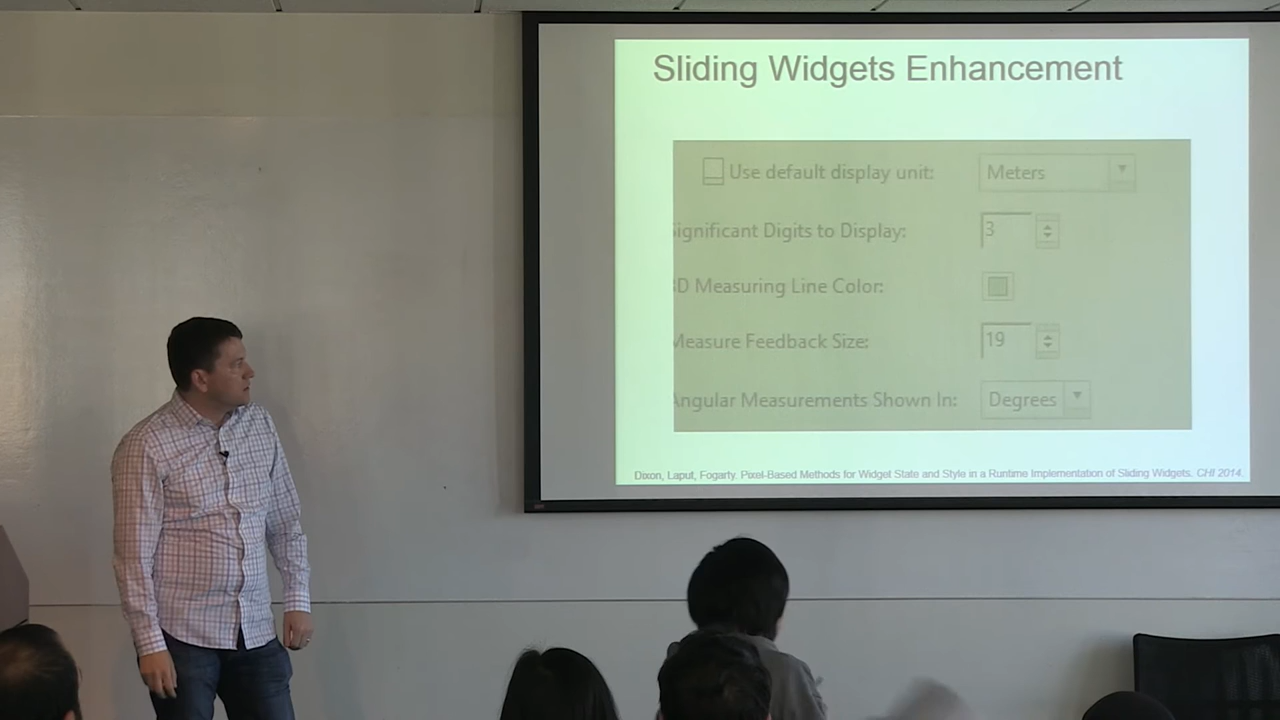 Sliding Widgets Enhancement
Use default display unit: Meters
Significant Digits to Display: 3
3D Measuring Line Color:
Measure Feedback Size: 19
Angular Measurements Shown In: Degrees
Dixon, Laput, Fogarty. Pixel-Based Methods for Widget State and Style in a Runtime Implementation of Sliding Widgets. CHI 2014.